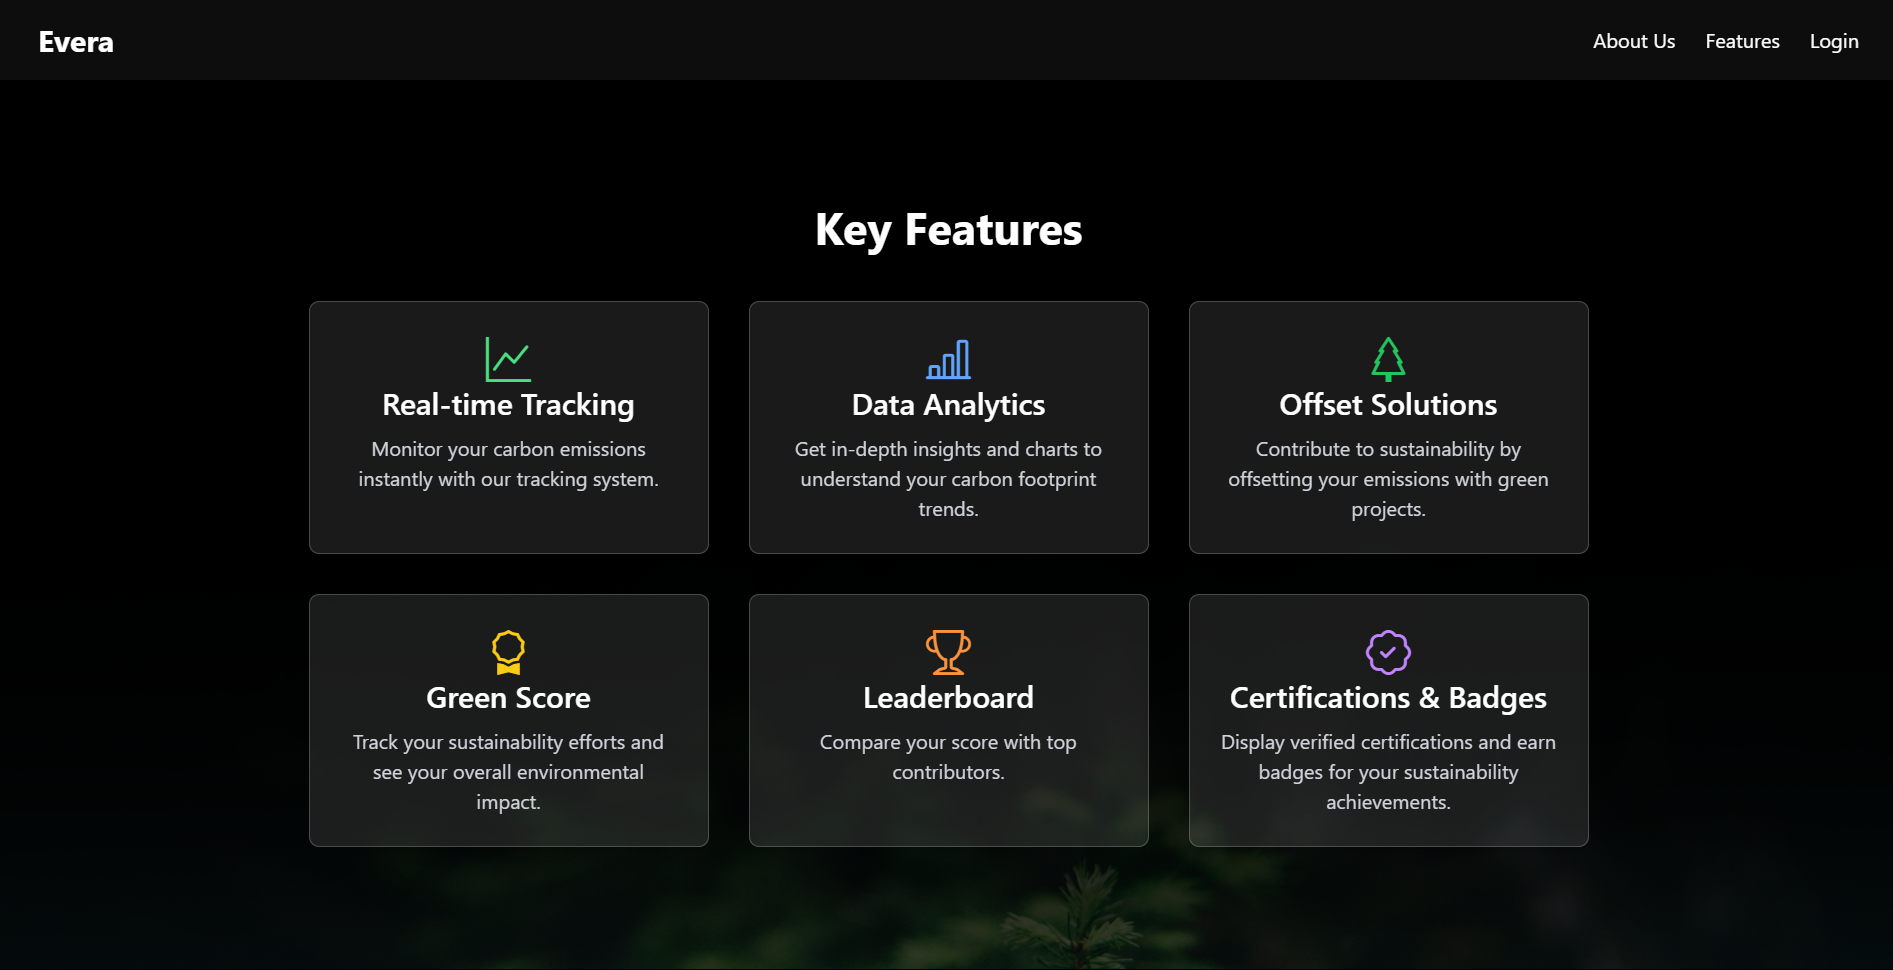 Evera
About Us
Features
Login
Key Features
Real-time Tracking
Monitor your carbon emissions
instantly with our tracking system.
Data Analytics
Get in-depth insights and charts to
understand your carbon footprint
trends.
Offset Solutions
Contribute to sustainability by
offsetting your emissions with green
projects.
Green Score
Track your sustainability efforts and
see your overall environmental
impact.
Leaderboard
Compare your score with top
contributors.
Certifications & Badges
Display verified certifications and earn
badges for your sustainability
achievements.